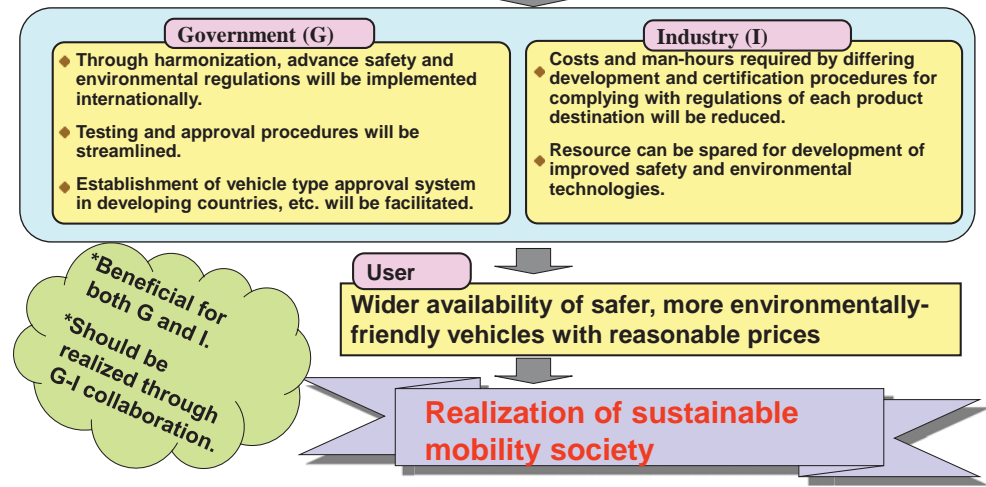 Government (G)
Through harmonization, advance safety and
environmental regulations will be implemented
internationally.
Testing and approval procedures will be
streamlined.
Establishment of vehicle type approval system
in developing countries, etc. will be facilitated.
Industry (I)
Costs and man-hours required by differing
development and certification procedures for
complying with regulations of each product
destination will be reduced.
Resource can be spared for development of
improved safety and environmental
technologies.
*Beneficial for
both G and I.
*Should be
realized through
G-I collaboration.
User
Wider availability of safer, more environmentally-
friendly vehicles with reasonable prices
Realization of sustainable
mobility society